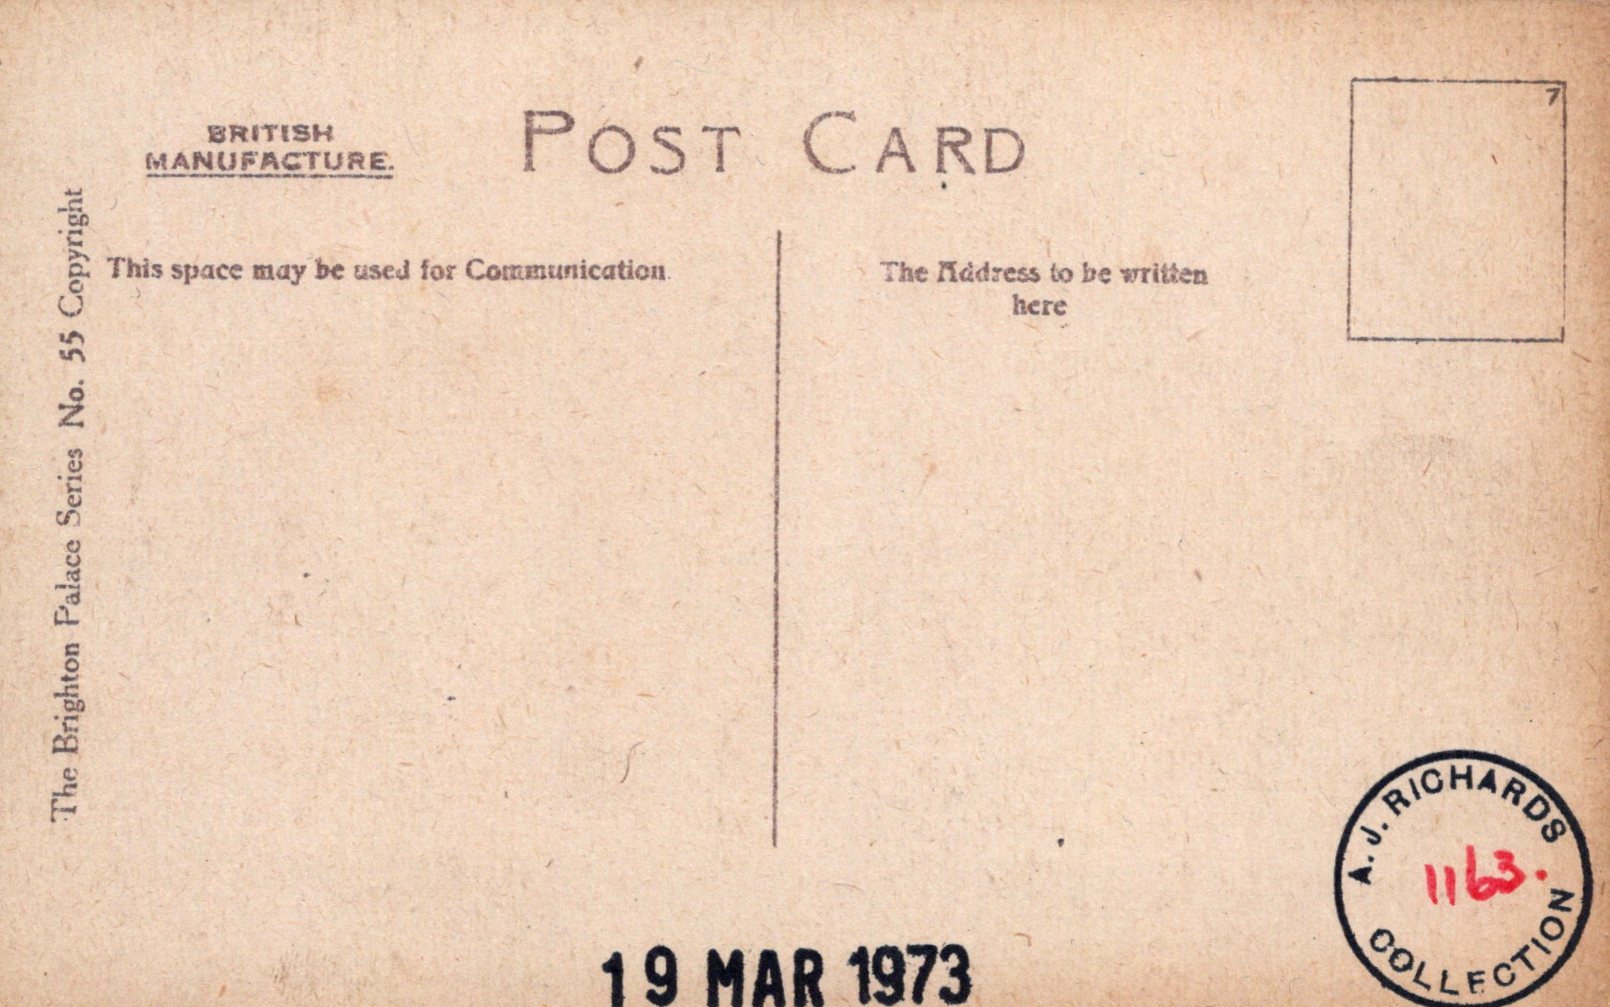 BRITISH
MANUFACTURE.
POST CARD
7
This space may be used for Communication
The Address to be written
here
The Brighton Palace Series No. 55 Copyright
A. J. RICHARDS
1163.
COLLECTION
19 MAR 1973